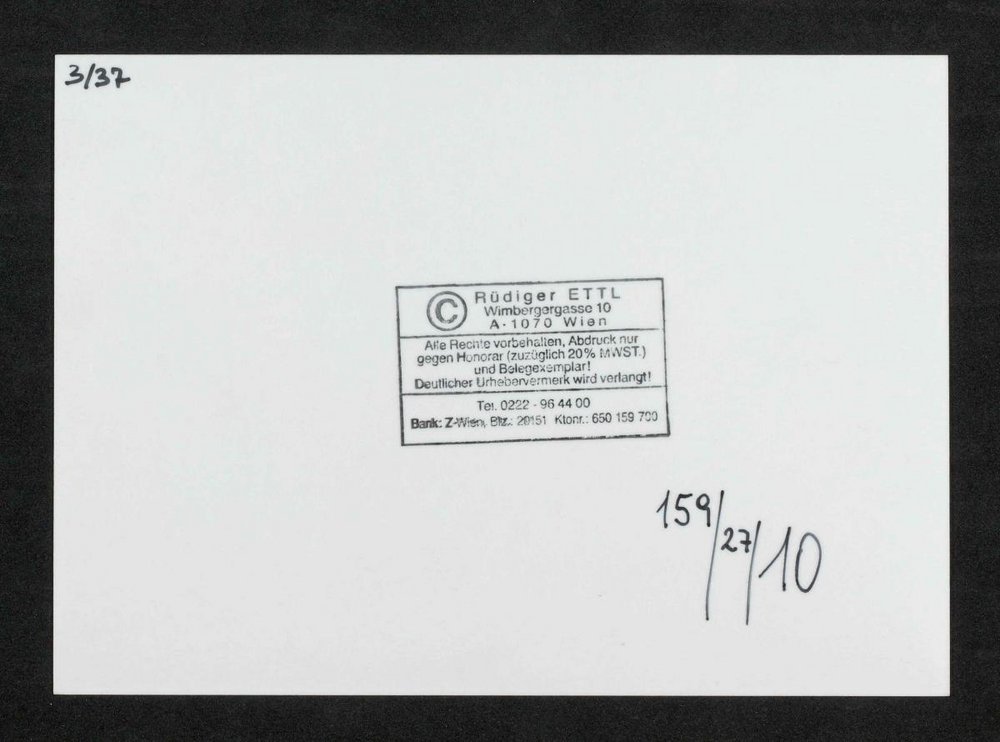 3/37
© Rüdiger ETTL
Wimbergergasse 10
A-1070 Wien
Alle Rechte vorbehalten, Abdruck nur
gegen Honorar (zuzüglich 20% MWST.)
und Belegexemplar!
Deutlicher Urhebervermerk wird verlangt!
Tel. 0222 - 96 44 00
Bank: Z-Wien, Blz.: 20151 Ktonr.: 650 159 700
159/27/10